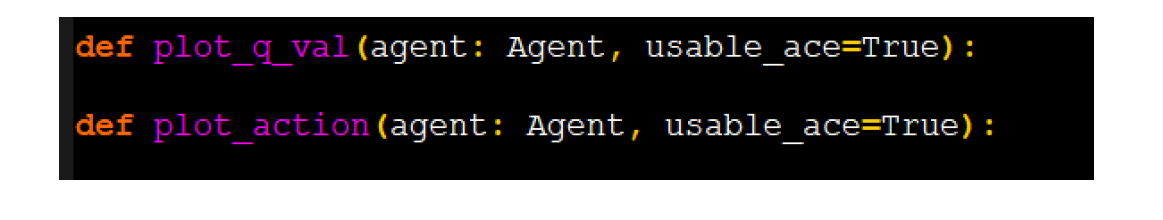 def plot_q_val(agent: Agent, usable_ace=True):
def plot_action(agent: Agent, usable_ace=True):